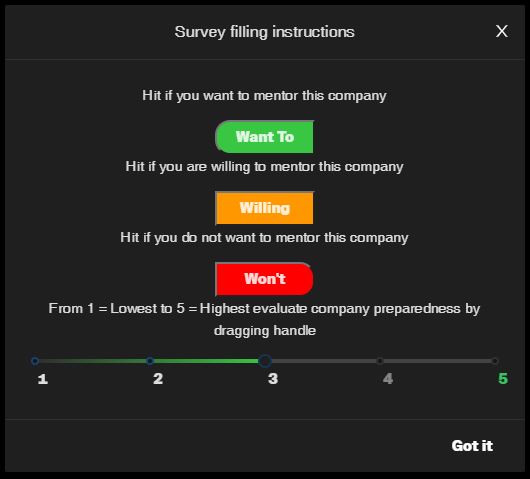 Survey filling instructions X
Hit if you want to mentor this company
Want To
Hit if you are willing to mentor this company
Willing
Hit if you do not want to mentor this company
Won't
From 1 = Lowest to 5 = Highest evaluate company preparedness by
dragging handle
1 2 3 4 5
Got it